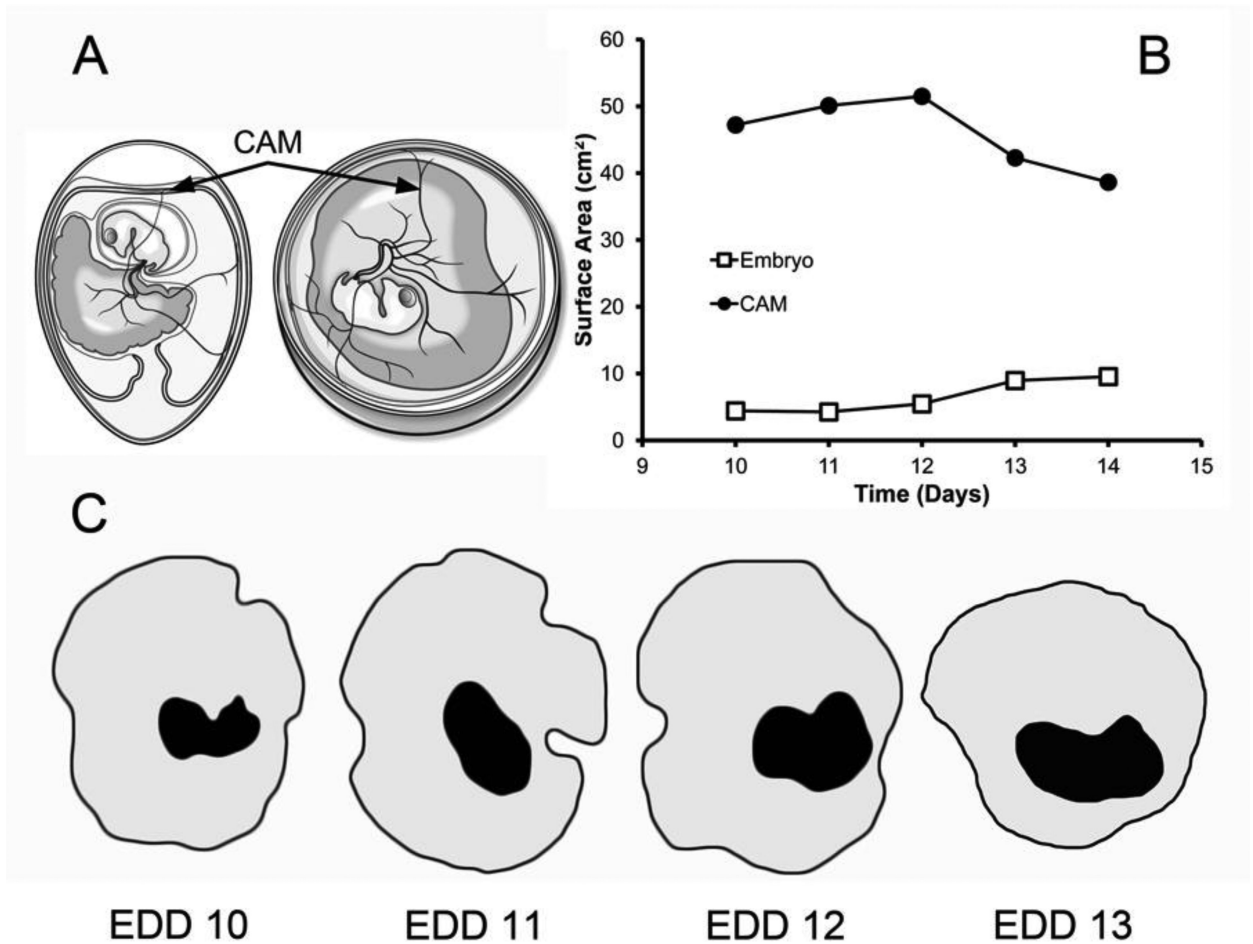 A
CAM
B
Surface Area (cm²)
60
50
40
30
20
10
0
Embryo
CAM
9 10 11 12 13 14 15
Time (Days)
C
EDD 10 EDD 11 EDD 12 EDD 13